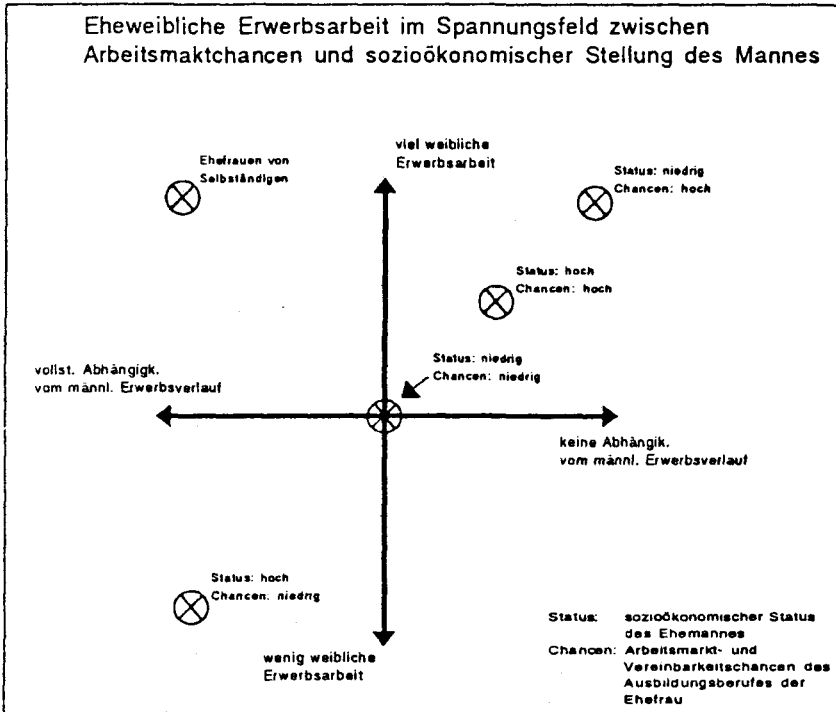 Eheweibliche Erwerbsarbeit im Spannungsfeld zwischen
Arbeitsmaktchancen und sozioökonomischer Stellung des Mannes
Ehefrauen von
Selbständigen
viel weibliche
Erwerbsarbeit
Status: niedrig
Chancen: hoch
Status: hoch
Chancen: hoch
Status: niedrig
Chancen: niedrig
vollst. Abhängigk.
vom männl. Erwerbsverlauf
keine Abhängik.
vom männl. Erwerbsverlauf
Status: hoch
Chancen: niedrig
wenig weibliche
Erwerbsarbeit
Status: sozioökonomischer Status
des Ehemannes
Chancen: Arbeitsmarkt- und
Vereinbarkeitschancen des
Ausbildungsberufes der
Ehefrau